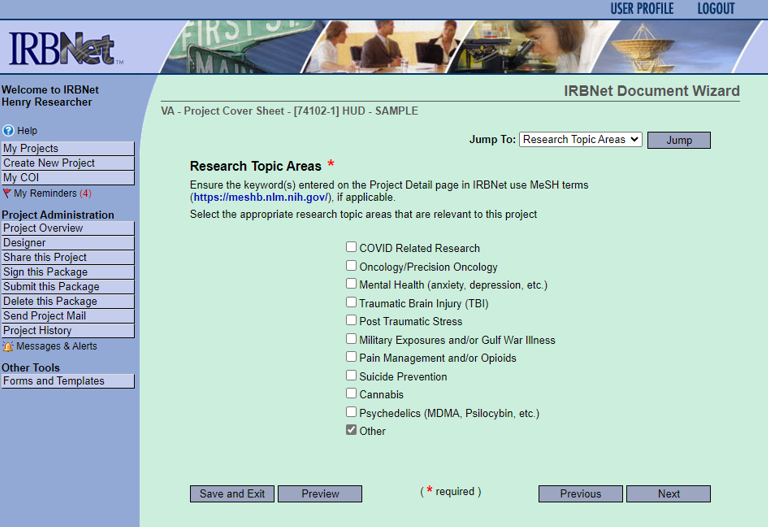 USER PROFILE LOGOUT
IRBNet™
FIRST ST
MAIN
Welcome to IRBNet
Henry Researcher
Help
My Projects
Create New Project
My COI
My Reminders (4)
Project Administration
Project Overview
Designer
Share this Project
Sign this Package
Submit this Package
Delete this Package
Send Project Mail
Project History
Messages & Alerts
Other Tools
Forms and Templates
IRBNet Document Wizard
VA - Project Cover Sheet - [74102-1] HUD - SAMPLE
Jump To: Research Topic Areas Jump
Research Topic Areas *
Ensure the keyword(s) entered on the Project Detail page in IRBNet use MeSH terms
(https://meshb.nlm.nih.gov/), if applicable.
Select the appropriate research topic areas that are relevant to this project
COVID Related Research
Oncology/Precision Oncology
Mental Health (anxiety, depression, etc.)
Traumatic Brain Injury (TBI)
Post Traumatic Stress
Military Exposures and/or Gulf War Illness
Pain Management and/or Opioids
Suicide Prevention
Cannabis
Psychedelics (MDMA, Psilocybin, etc.)
Other
Save and Exit Preview ( * required ) Previous Next